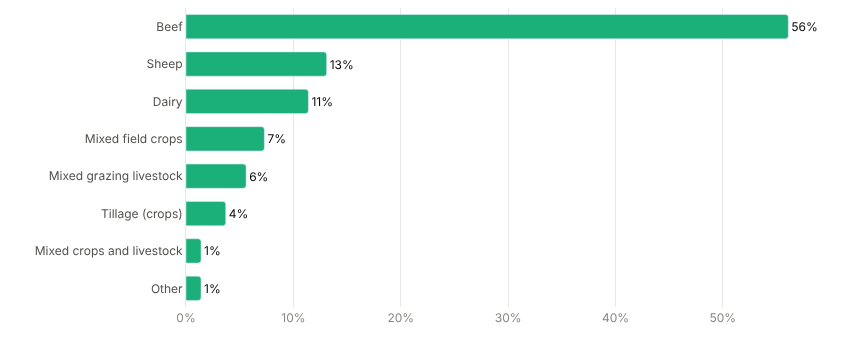 Beef 56%
Sheep 13%
Dairy 11%
Mixed field crops 7%
Mixed grazing livestock 6%
Tillage (crops) 4%
Mixed crops and livestock 1%
Other 1%
0% 10% 20% 30% 40% 50%